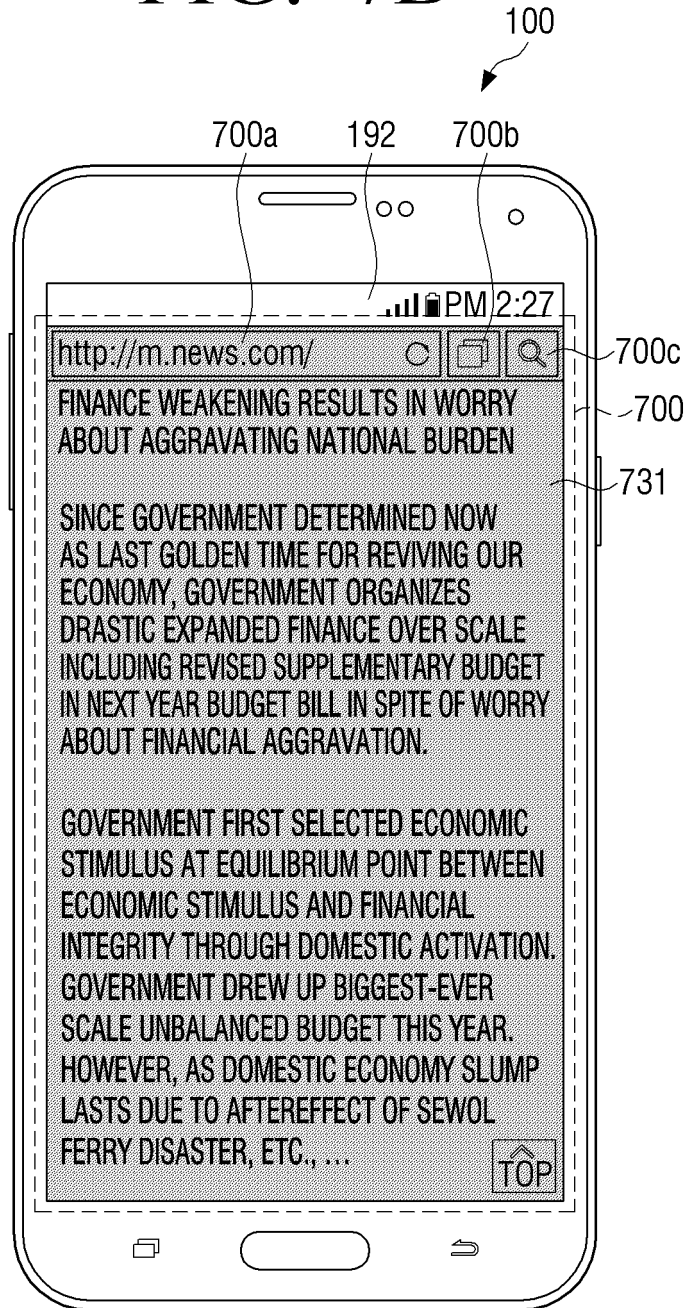 FIG. 7B
100
700a 192 700b
PM 2:27
http://m.news.com/
700c
700
731
FINANCE WEAKENING RESULTS IN WORRY
ABOUT AGGRAVATING NATIONAL BURDEN
SINCE GOVERNMENT DETERMINED NOW
AS LAST GOLDEN TIME FOR REVIVING OUR
ECONOMY, GOVERNMENT ORGANIZES
DRASTIC EXPANDED FINANCE OVER SCALE
INCLUDING REVISED SUPPLEMENTARY BUDGET
IN NEXT YEAR BUDGET BILL IN SPITE OF WORRY
ABOUT FINANCIAL AGGRAVATION.
GOVERNMENT FIRST SELECTED ECONOMIC
STIMULUS AT EQUILIBRIUM POINT BETWEEN
ECONOMIC STIMULUS AND FINANCIAL
INTEGRITY THROUGH DOMESTIC ACTIVATION.
GOVERNMENT DREW UP BIGGEST-EVER
SCALE UNBALANCED BUDGET THIS YEAR.
HOWEVER, AS DOMESTIC ECONOMY SLUMP
LASTS DUE TO AFTEREFFECT OF SEWOL
FERRY DISASTER, ETC., ...
TOP